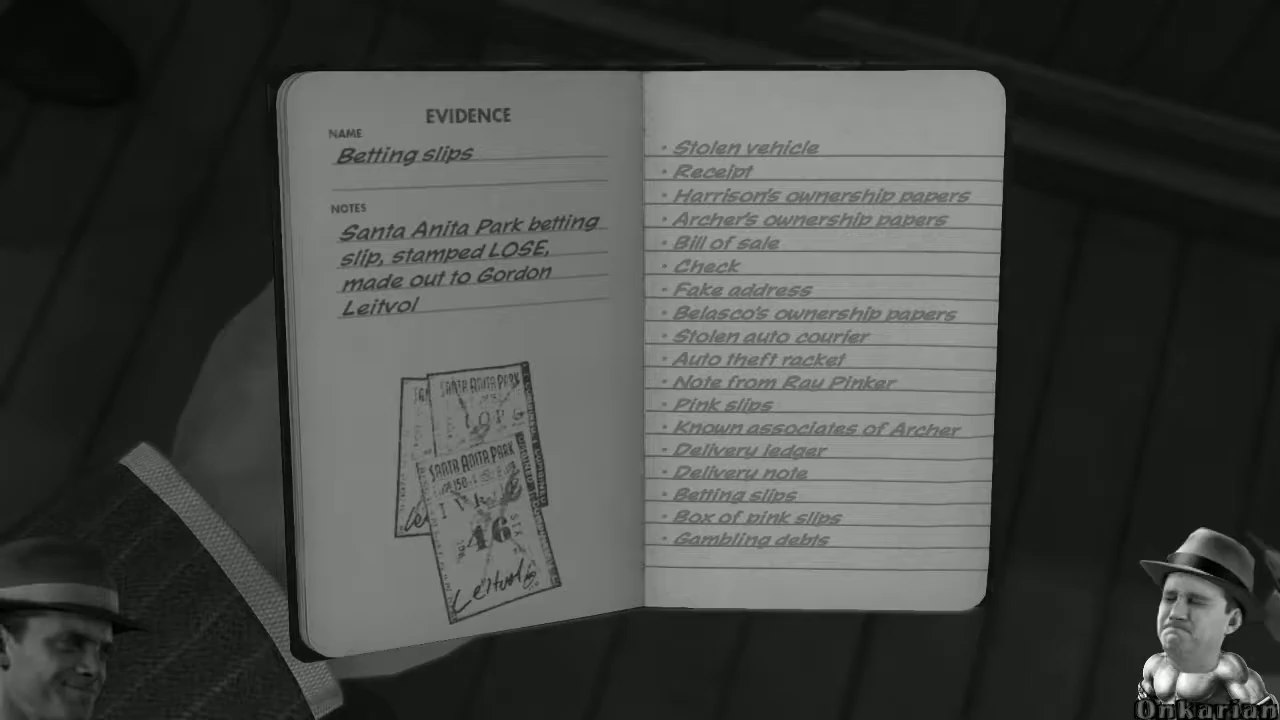 EVIDENCE
NAME
Betting slips
NOTES
Santa Anita Park betting
slip, stamped LOSE,
made out to Gordon
Leitvol
SANTA ANITA PARK
SANTA ANITA PARK
46
Leitvol
• Stolen vehicle
• Receipt
• Harrison's ownership papers
• Archer's ownership papers
• Bill of sale
• Check
• Fake address
• Belasco's ownership papers
• Stolen auto courier
• Auto theft racket
• Note from Ray Pinker
• Pink slips
• Known associates of Archer
• Delivery ledger
• Delivery note
• Betting slips
• Box of pink slips
• Gambling debts
Onkarian